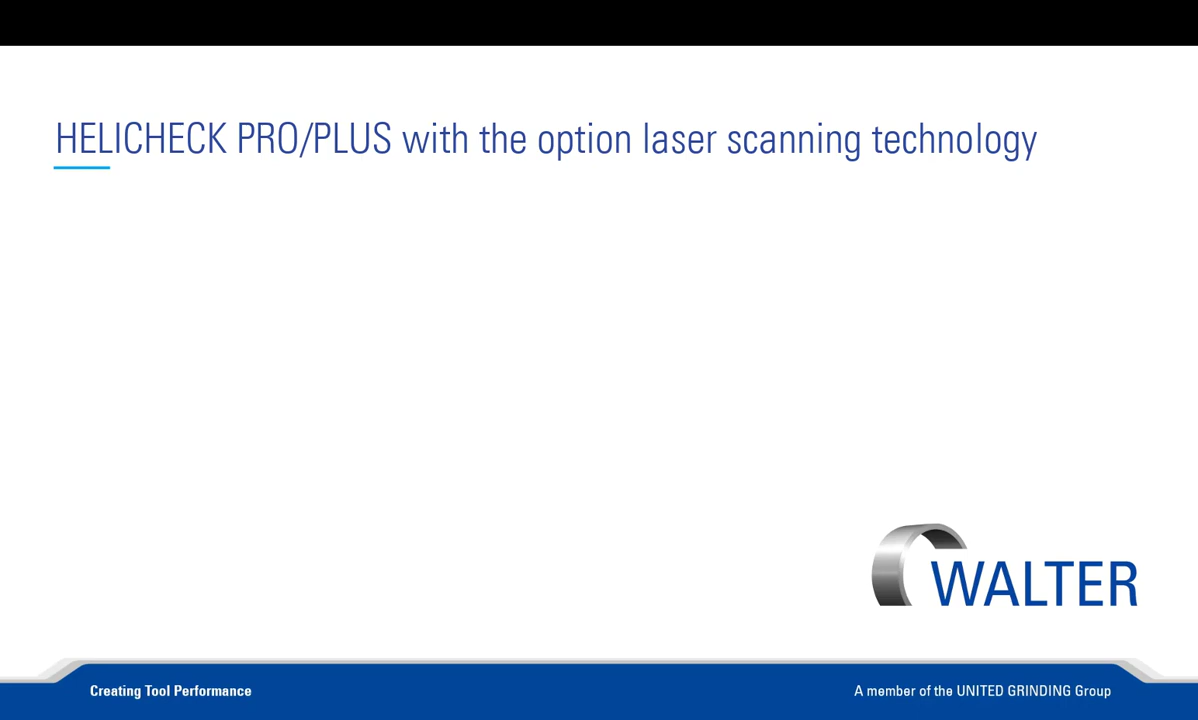 HELICHECK PRO/PLUS with the option laser scanning technology
WALTER
Creating Tool Performance
A member of the UNITED GRINDING Group